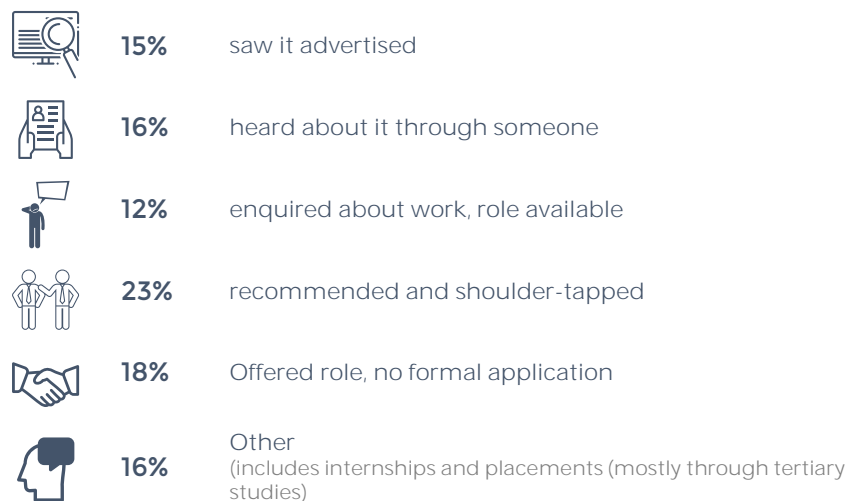 15% saw it advertised
16% heard about it through someone
12% enquired about work, role available
23% recommended and shoulder-tapped
18% Offered role, no formal application
16% Other
(includes internships and placements (mostly through tertiary
studies)